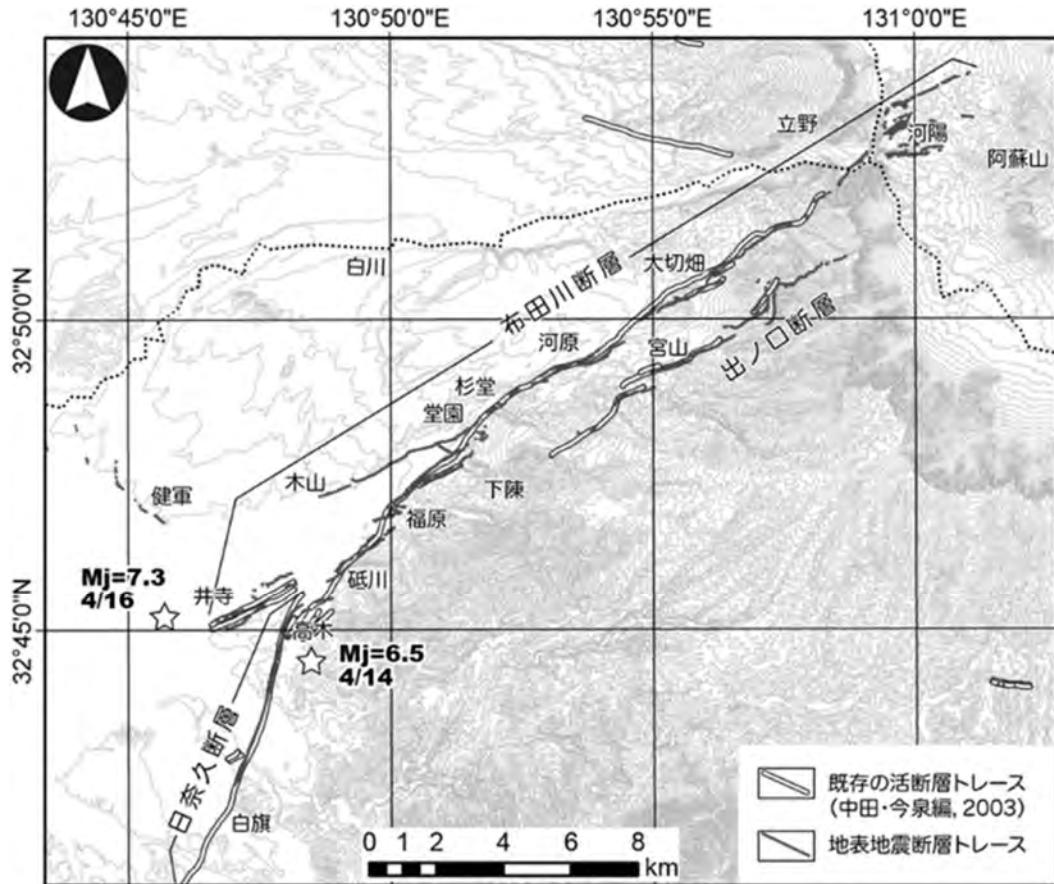 130°45'0"E
130°50'0"E
130°55'0"E
131°0'0"E
立野
河陽
阿蘇山
白川
布田川断層
大切畑
32°50'0"N
河原
宮山
出ノ口断層
杉堂
堂園
木山
下陳
健軍
福原
Mj=7.3
4/16
井寺
砥川
32°45'0"N
高木
Mj=6.5
4/14
日奈久断層
白旗
既存の活断層トレース
(中田・今泉編, 2003)
地表地震断層トレース
0 1 2 4 6 8
km